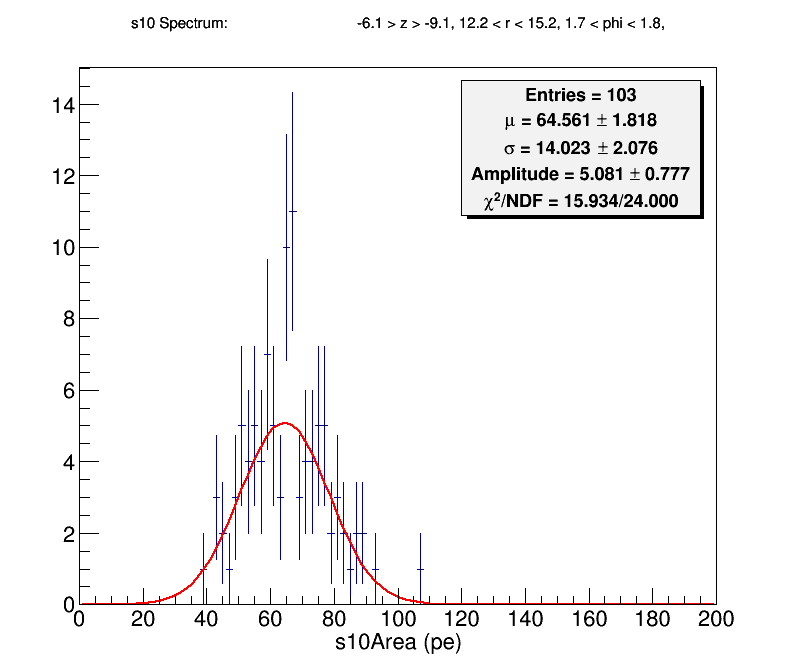 s10 Spectrum: -6.1 > z > -9.1, 12.2 < r < 15.2, 1.7 < phi < 1.8,
Entries = 103
μ = 64.561 ± 1.818
σ = 14.023 ± 2.076
Amplitude = 5.081 ± 0.777
χ²/NDF = 15.934/24.000
14
12
10
8
6
4
2
0
0 20 40 60 80 100 120 140 160 180 200
s10Area (pe)